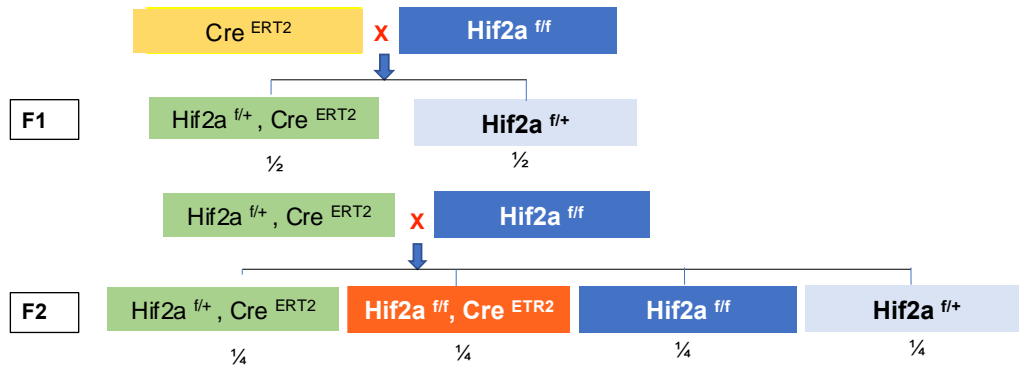 Cre ERT2 X Hif2a f/f
F1
Hif2a f/+ , Cre ERT2 Hif2a f/+
½ ½
Hif2a f/+ , Cre ERT2 X Hif2a f/f
F2
Hif2a f/+ , Cre ERT2 Hif2a f/f, Cre ETR2 Hif2a f/f Hif2a f/+
¼ ¼ ¼ ¼